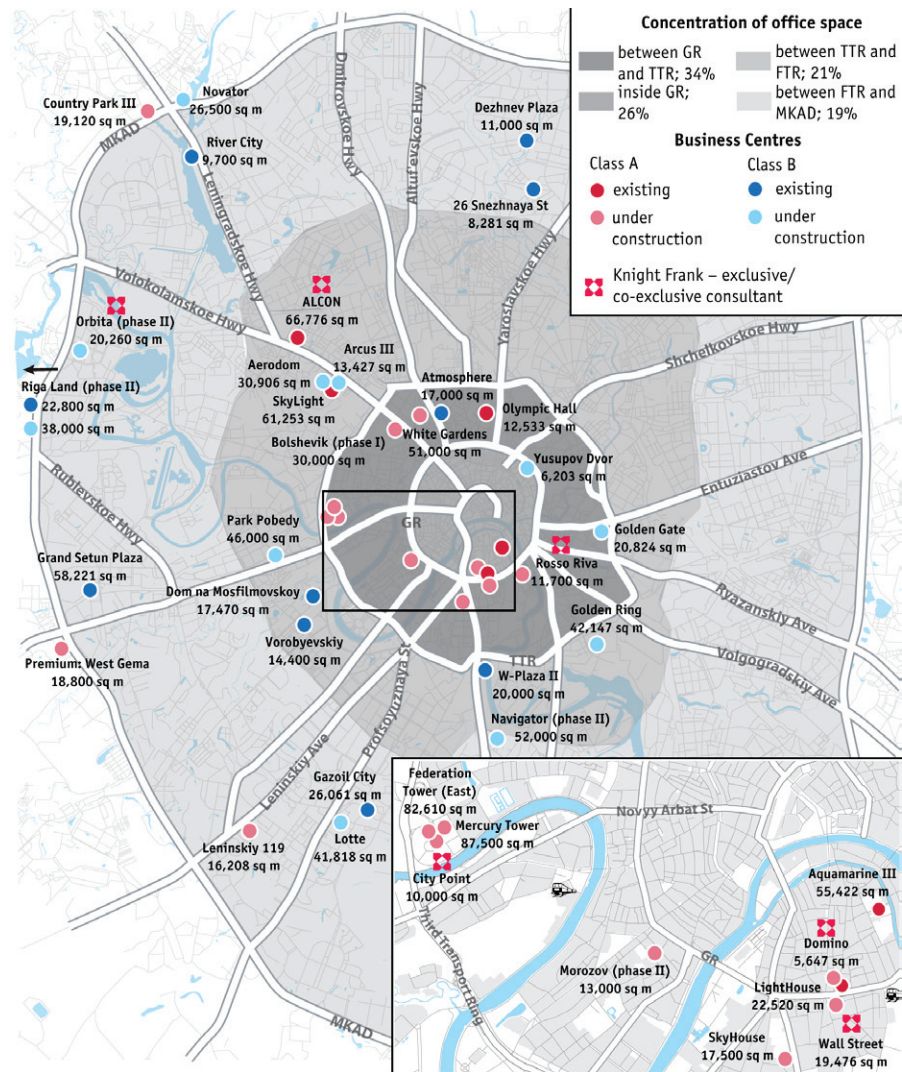 Concentration of office space
between GR
and TTR; 34%
between TTR and
FTR; 21%
inside GR;
26%
between FTR and
MKAD; 19%
Business Centres
Class A
Class B
existing
existing
under
construction
under
construction
Knight Frank – exclusive/
co-exclusive consultant
Country Park III
19,120 sq m
Novator
26,500 sq m
MKAD
River City
9,700 sq m
Leningradskoe Hwy
Dmitrovskoe Hwy
Altuf'evskoe Hwy
Dezhnev Plaza
11,000 sq m
26 Snezhnaya St
8,281 sq m
Yaroslavskoe Hwy
Volokolamskoe Hwy
Shchelkovskoe Hwy
ALCON
66,776 sq m
Orbita (phase II)
20,260 sq m
Arcus III
13,427 sq m
Aerodom
30,906 sq m
SkyLight
61,253 sq m
Riga Land (phase II)
22,800 sq m
38,000 sq m
Atmosphere
17,000 sq m
Olympic Hall
12,533 sq m
White Gardens
51,000 sq m
Bolshevik (phase I)
30,000 sq m
Yusupov Dvor
6,203 sq m
Entuziastov Ave
Rublevskoe Hwy
GR
Park Pobedy
46,000 sq m
Golden Gate
20,824 sq m
Grand Setun Plaza
58,221 sq m
Rosso Riva
11,700 sq m
Dom na Mosfilmovskoy
17,470 sq m
Golden Ring
42,147 sq m
Ryazanskiy Ave
Vorobyevskiy
14,400 sq m
Premium: West Gema
18,800 sq m
TTR
Volgogradskiy Ave
W-Plaza II
20,000 sq m
Profsoyuznaya St
Navigator (phase II)
52,000 sq m
Leninskiy Ave
Gazoil City
26,061 sq m
Leninskiy 119
16,208 sq m
Lotte
41,818 sq m
MKAD
Federation
Tower (East)
82,610 sq m
Mercury Tower
87,500 sq m
Novyy Arbat St
City Point
10,000 sq m
Third Transport Ring
Aquamarine III
55,422 sq m
Domino
5,647 sq m
GR
Morozov (phase II)
13,000 sq m
LightHouse
22,520 sq m
SkyHouse
17,500 sq m
Wall Street
19,476 sq m